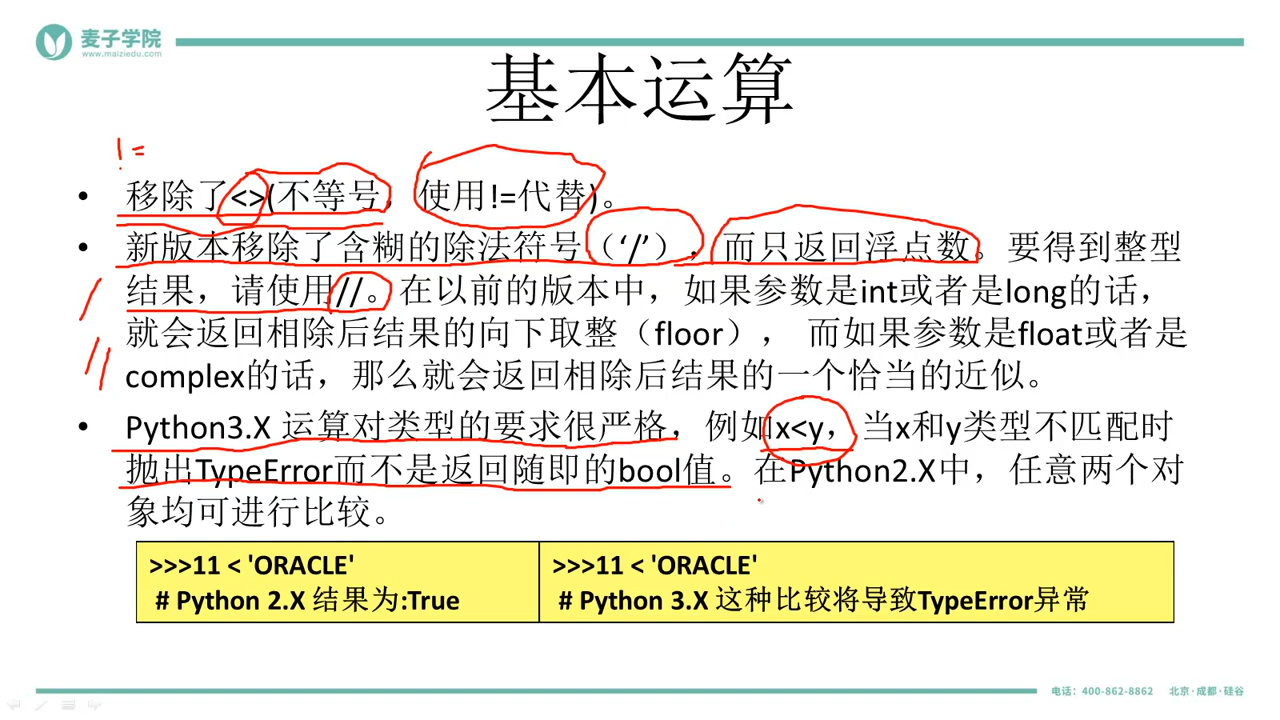 麦子学院
www.maiziedu.com
基本运算
!=
• 移除了<>(不等号，使用!=代替)。
• 新版本移除了含糊的除法符号（‘/’），而只返回浮点数。要得到整型
结果，请使用//。在以前的版本中，如果参数是int或者是long的话，
就会返回相除后结果的向下取整（floor），而如果参数是float或者是
complex的话，那么就会返回相除后结果的一个恰当的近似。
/
//
• Python3.X 运算对类型的要求很严格，例如x<y，当x和y类型不匹配时
抛出TypeError而不是返回随即的bool值。在Python2.X中，任意两个对
象均可进行比较。
>>>11 < 'ORACLE'
# Python 2.X 结果为:True
>>>11 < 'ORACLE'
# Python 3.X 这种比较将导致TypeError异常
电话：400-862-8862 北京·成都·硅谷